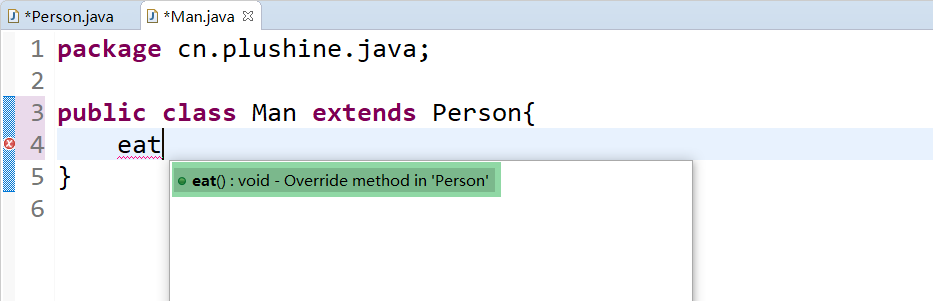 *Person.java *Man.java
1 package cn.plushine.java;
2
3 public class Man extends Person{
4 eat
eat() : void - Override method in 'Person'
5 }
6